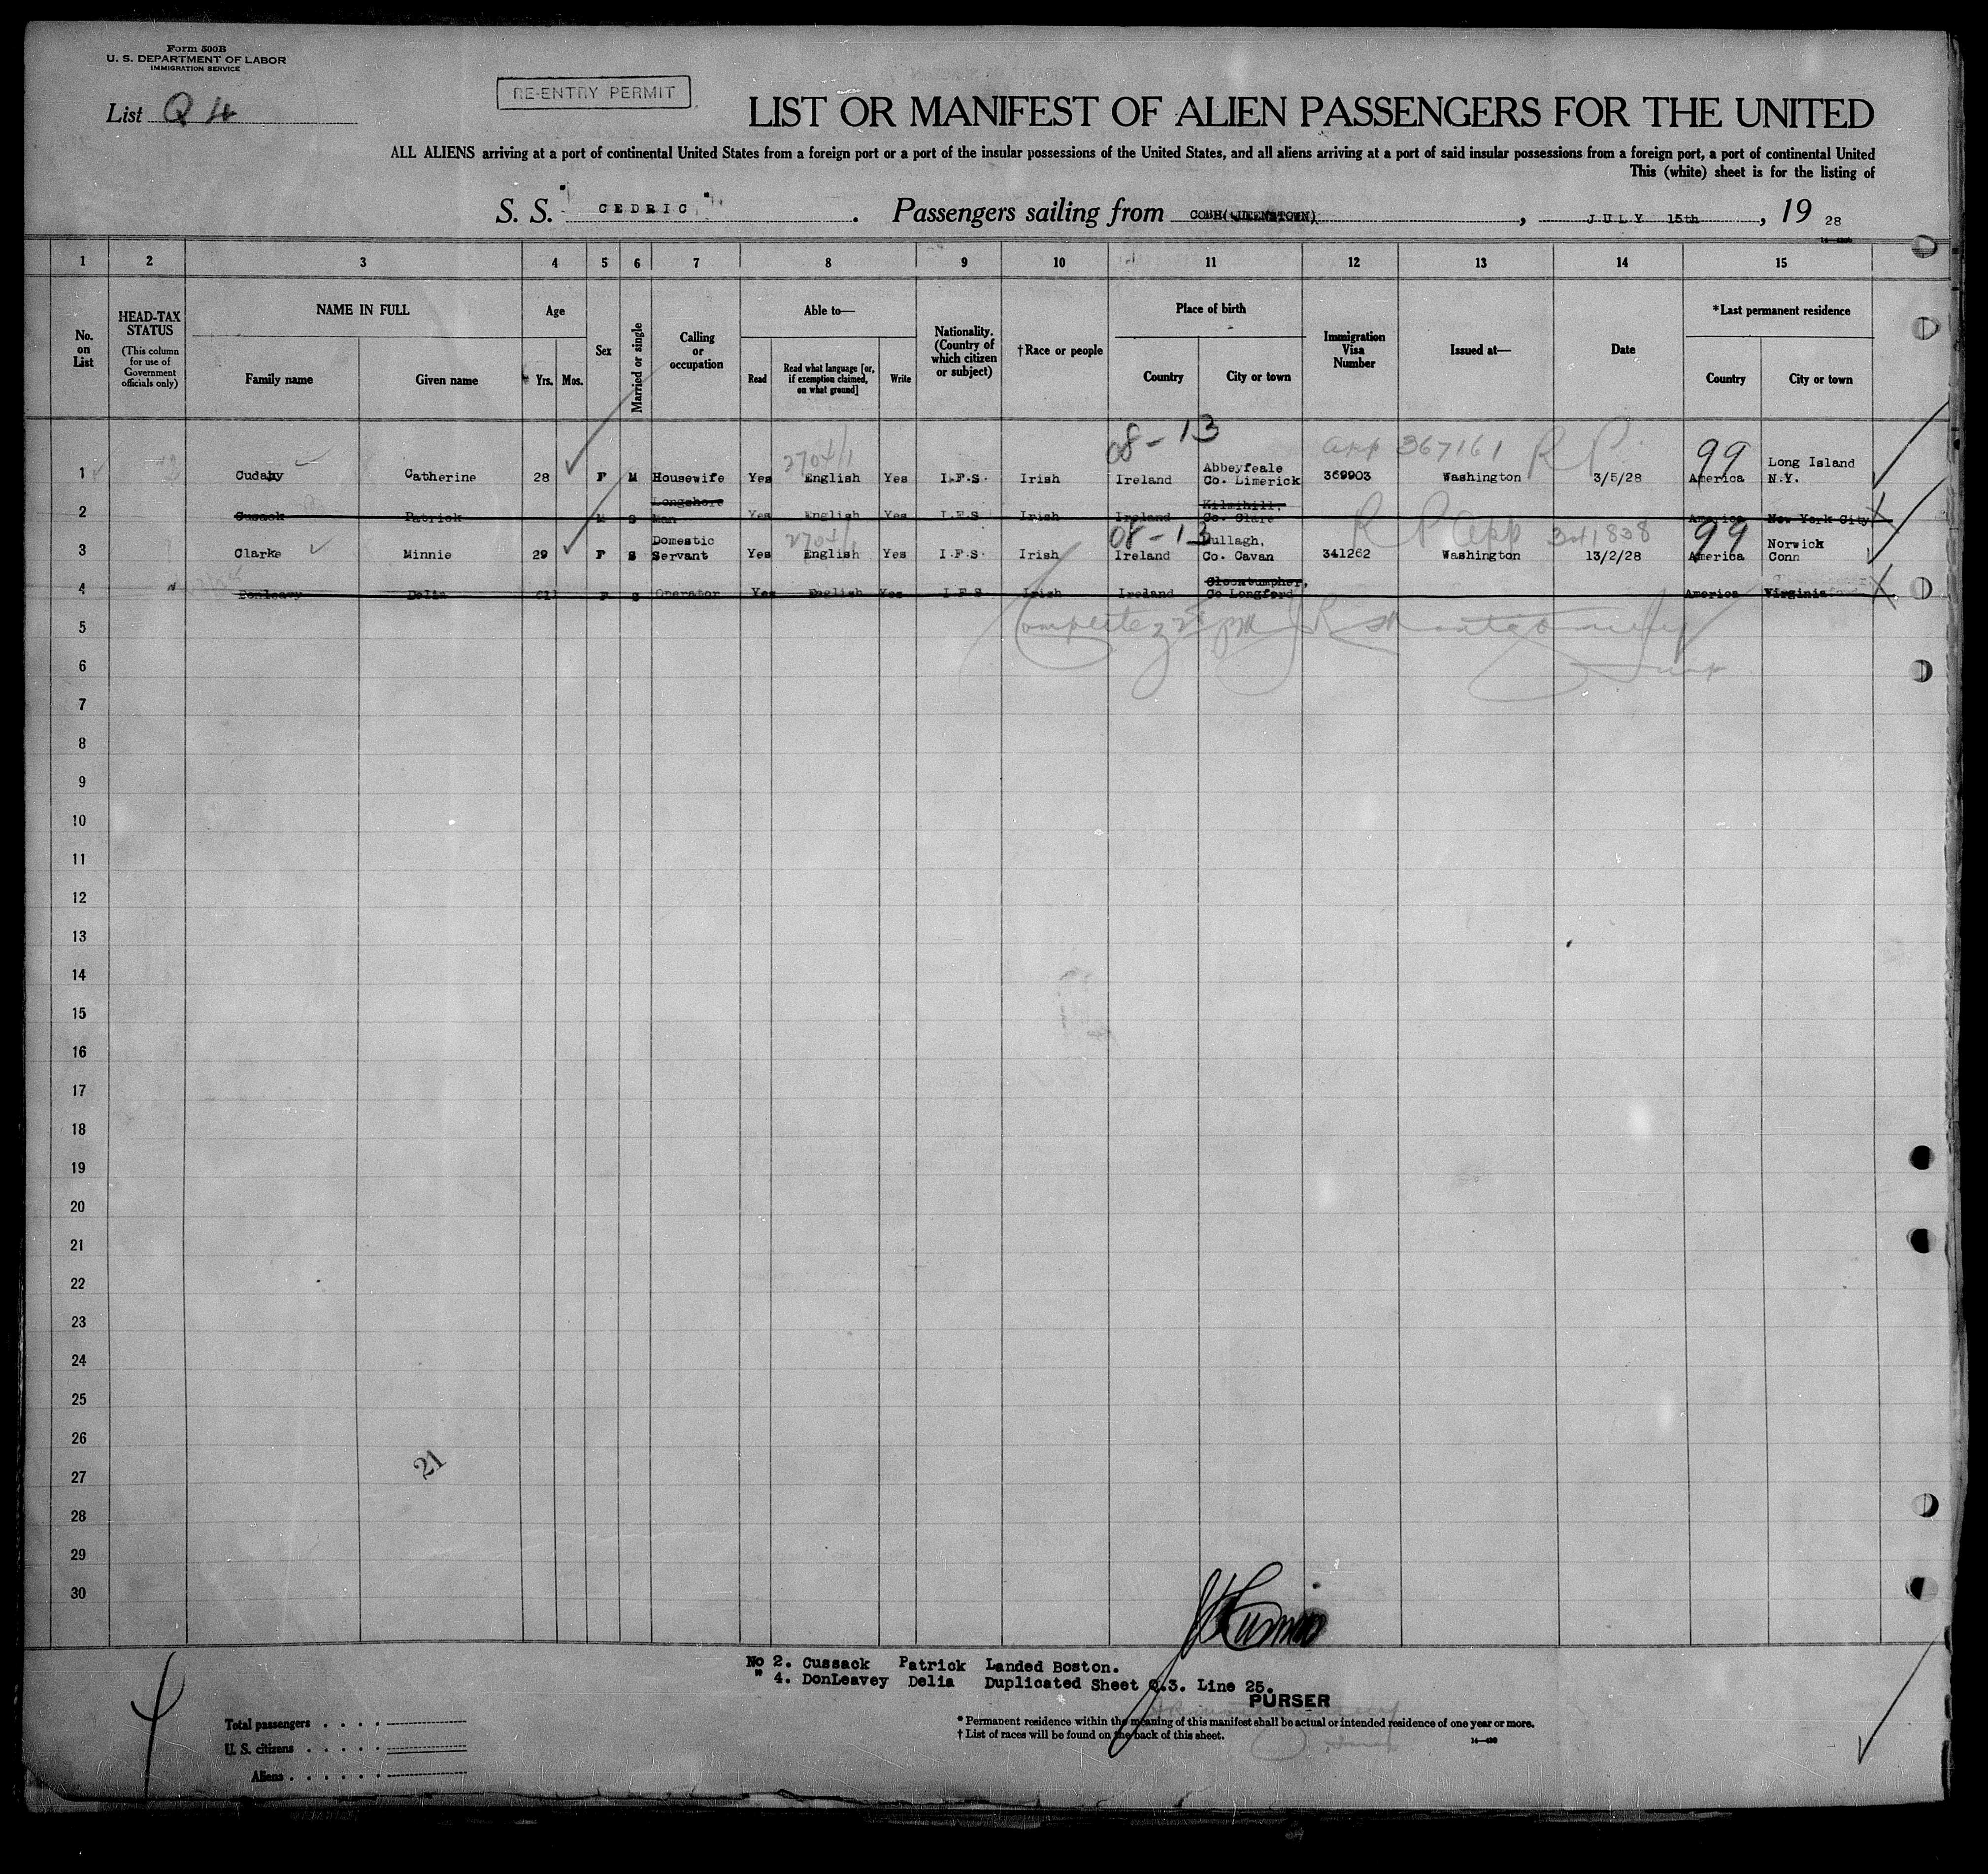 Form 500B
U. S. DEPARTMENT OF LABOR
IMMIGRATION SERVICE
List Q 4
RE-ENTRY PERMIT
LIST OR MANIFEST OF ALIEN PASSENGERS FOR THE UNITED
ALL ALIENS arriving at a port of continental United States from a foreign port or a port of the insular possessions of the United States, and all aliens arriving at a port of said insular possessions from a foreign port, a port of continental United
This (white) sheet is for the listing of
S. S. CEDRIC. Passengers sailing from COBH(QUEENSTOWN), JULY 15th, 19 28
1 2 3 4 5 6 7 8 9 10 11 12 13 14 15
No. on List
HEAD-TAX STATUS
(This column for use of Government officials only)
NAME IN FULL
Family name Given name
Age
Yrs. Mos.
Sex
Married or single
Calling or occupation
Able to—
Read
Read what language [or, if exemption claimed, on what ground]
Write
Nationality. (Country of which citizen or subject)
†Race or people
Place of birth
Country City or town
Immigration Visa Number
Issued at—
Date
*Last permanent residence
Country City or town
08-13 app 367161 R P. 99
2704/1
1 Cudahy Catherine 28 F M Housewife Yes English Yes I.F.S. Irish Ireland Abbeyfeale Co. Limerick 369903 Washington 3/5/28 America Long Island N.Y.
2 Cusack Patrick M S Longshore Man Yes English Yes I.F.S Irish Ireland Kilmihill, Co. Clare America New York City
08-13 R P app 341838 99
2704/1
3 Clarke Minnie 29 F S Domestic Servant Yes English Yes I.F.S. Irish Ireland Mullagh, Co. Cavan 341262 Washington 13/2/28 America Norwick Conn
4 Donleavy Delia F S Operator Yes English Yes I F S Irish Ireland Co Longford America Virginia
5
6
7
8
9
10
11
12
13
14
15
16
17
18
19
20
21
22
23
24
25
26
27
28
29
30
21
No 2. Cussack Patrick Landed Boston.
" 4. DonLeavey Delia Duplicated Sheet Q.3. Line 25.
PURSER
Total passengers
U. S. citizens
Aliens
* Permanent residence within the meaning of this manifest shall be actual or intended residence of one year or more.
† List of races will be found on the back of this sheet.